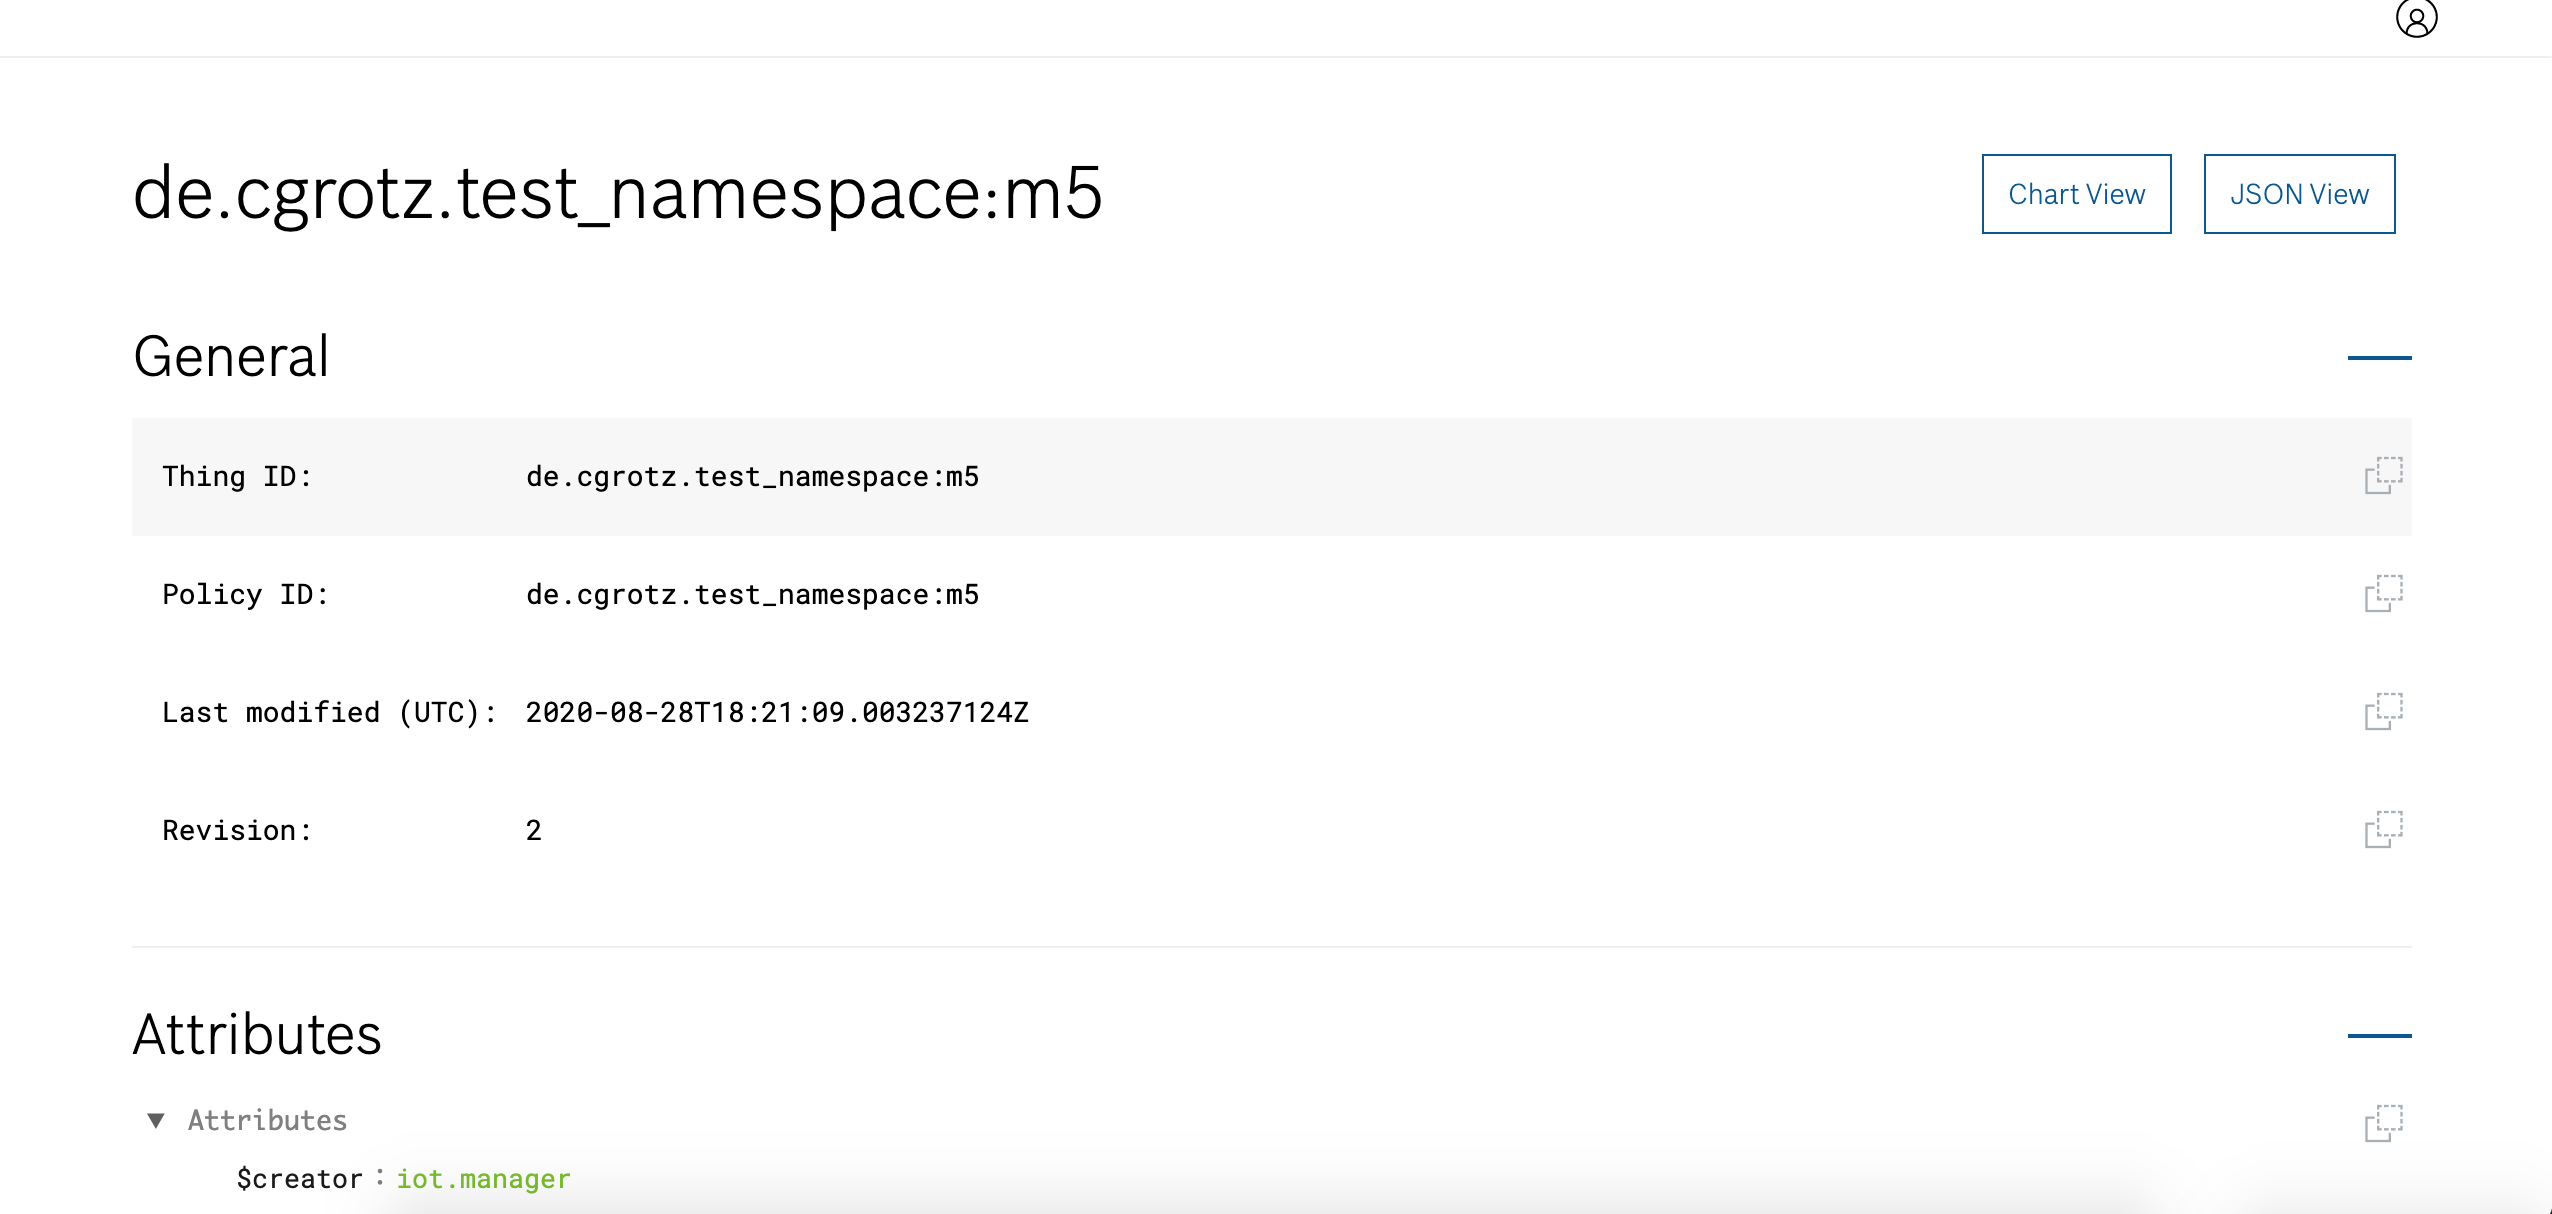 de.cgrotz.test_namespace:m5
Chart View
JSON View
General
Thing ID: de.cgrotz.test_namespace:m5
Policy ID: de.cgrotz.test_namespace:m5
Last modified (UTC): 2020-08-28T18:21:09.003237124Z
Revision: 2
Attributes
Attributes
$creator : iot.manager